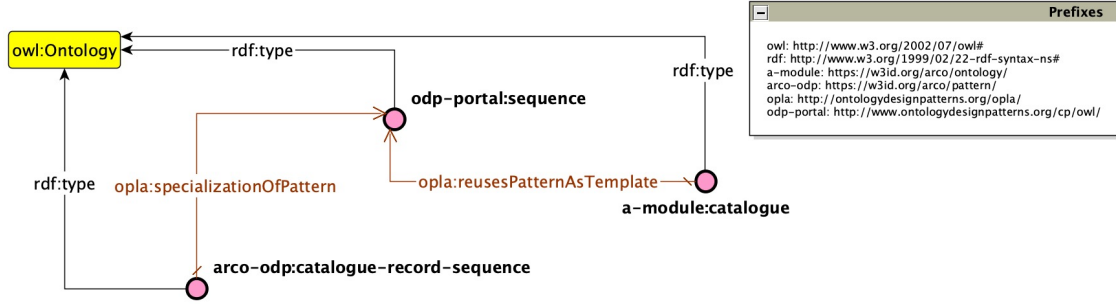 Prefixes
owl:Ontology
rdf:type
owl: http://www.w3.org/2002/07/owl#
rdf: http://www.w3.org/1999/02/22-rdf-syntax-ns#
a-module: https://w3id.org/arco/ontology/
arco-odp: https://w3id.org/arco/pattern/
opla: http://ontologydesignpatterns.org/opla/
odp-portal: http://www.ontologydesignpatterns.org/cp/owl/
rdf:type
odp-portal:sequence
rdf:type
opla:specializationOfPattern
opla:reusesPatternAsTemplate
a-module:catalogue
arco-odp:catalogue-record-sequence